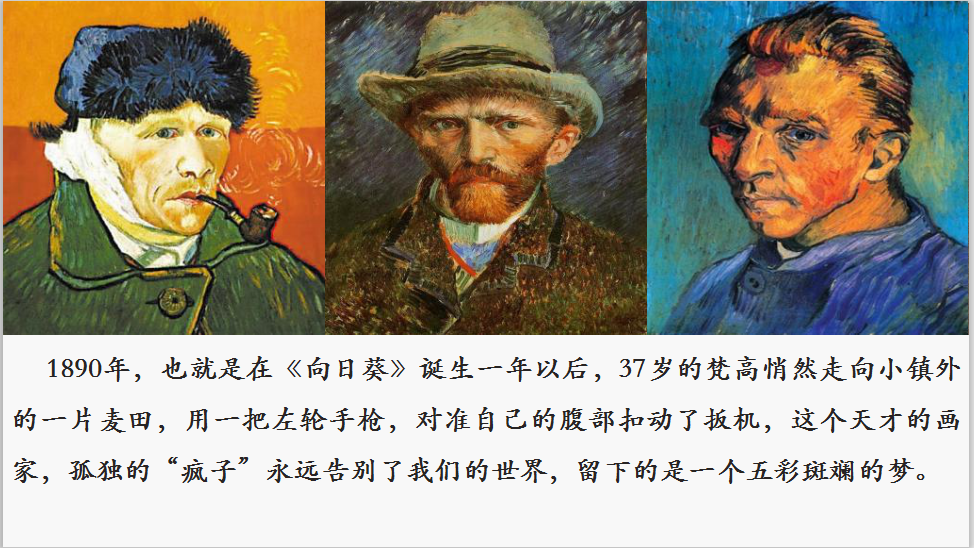 1890年，也就是在《向日葵》诞生一年以后，37岁的梵高悄然走向小镇外
的一片麦田，用一把左轮手枪，对准自己的腹部扣动了扳机，这个天才的画
家，孤独的“疯子”永远告别了我们的世界，留下的是一个五彩斑斓的梦。